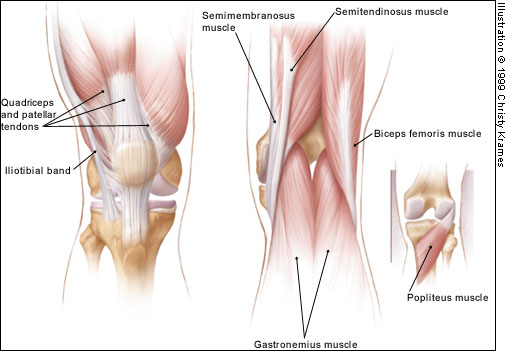 Semimembranosus
muscle
Semitendinosus muscle
Quadriceps
and patellar
tendons
Iliotibial band
Biceps femoris muscle
Popliteus muscle
Gastronemius muscle
Illustration © 1999 Christy Krames